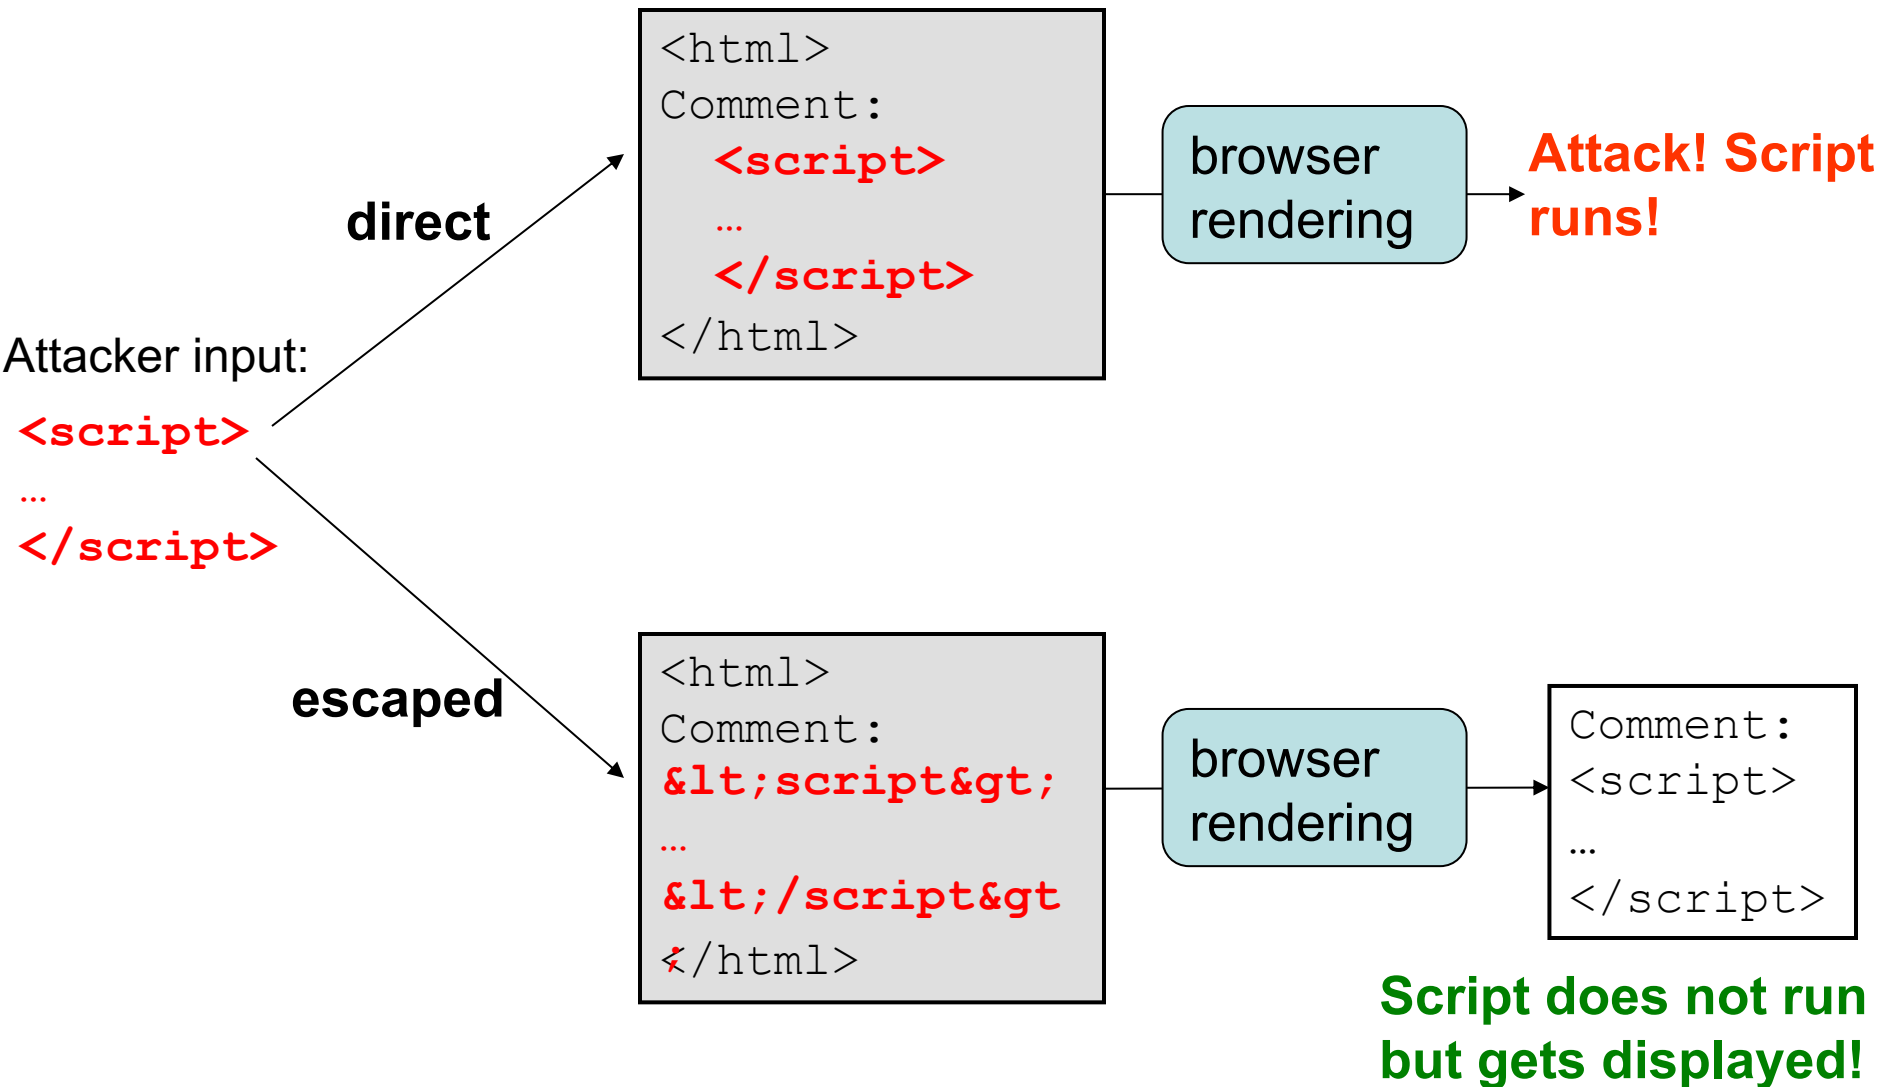 Attacker input:
<script>
…
</script>
direct
<html>
Comment:
<script>
…
</script>
</html>
browser
rendering
Attack! Script
runs!
escaped
<html>
Comment:
&lt;script&gt;
…
&lt;/script&gt
;
</html>
browser
rendering
Comment:
<script>
…
</script>
Script does not run
but gets displayed!